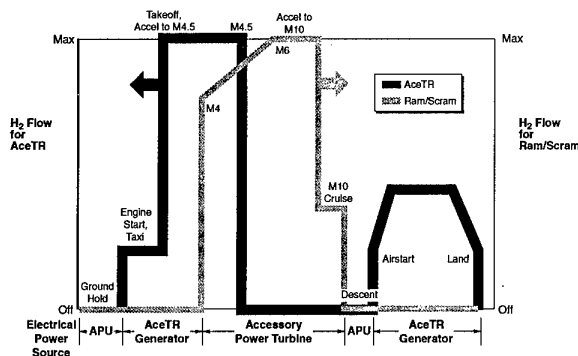 Takeoff,
Accel to M4.5
M4.5
Accel to
M10
Max
Max
M6
AceTR
Ram/Scram
M4
H2 Flow
for
AceTR
H2 Flow
for
Ram/Scram
M10
Cruise
Engine
Start,
Taxi
Airstart
Land
Ground
Hold
Descent
Off
Off
Electrical
Power
Source
APU
AceTR
Generator
Accessory
Power Turbine
APU
AceTR
Generator